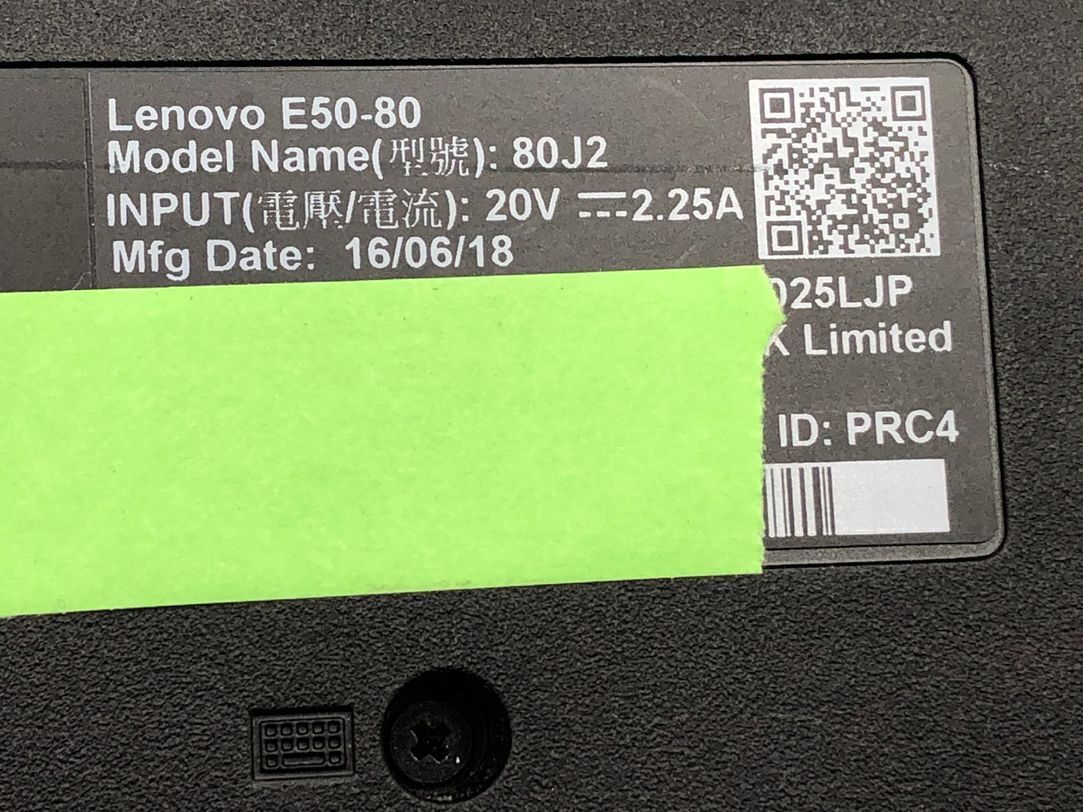 Lenovo E50-80
Model Name(型號): 80J2
INPUT(電壓/電流): 20V ⎓2.25A
Mfg Date: 16/06/18
025LJP
Limited
ID: PRC4